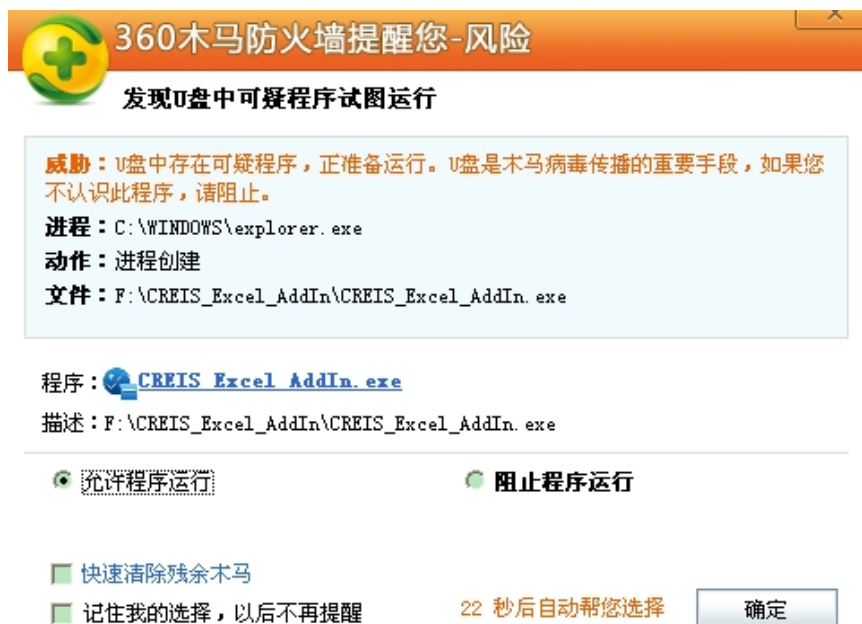 360木马防火墙提醒您-风险
发现U盘中可疑程序试图运行
威胁：U盘中存在可疑程序，正准备运行。U盘是木马病毒传播的重要手段，如果您
不认识此程序，请阻止。
进程：C:\WINDOWS\explorer.exe
动作：进程创建
文件：F:\CREIS_Excel_AddIn\CREIS_Excel_AddIn.exe
程序：CREIS_Excel_AddIn.exe
描述：F:\CREIS_Excel_AddIn\CREIS_Excel_AddIn.exe
允许程序运行 阻止程序运行
快速清除残余木马
记住我的选择，以后不再提醒 22 秒后自动帮您选择 确定